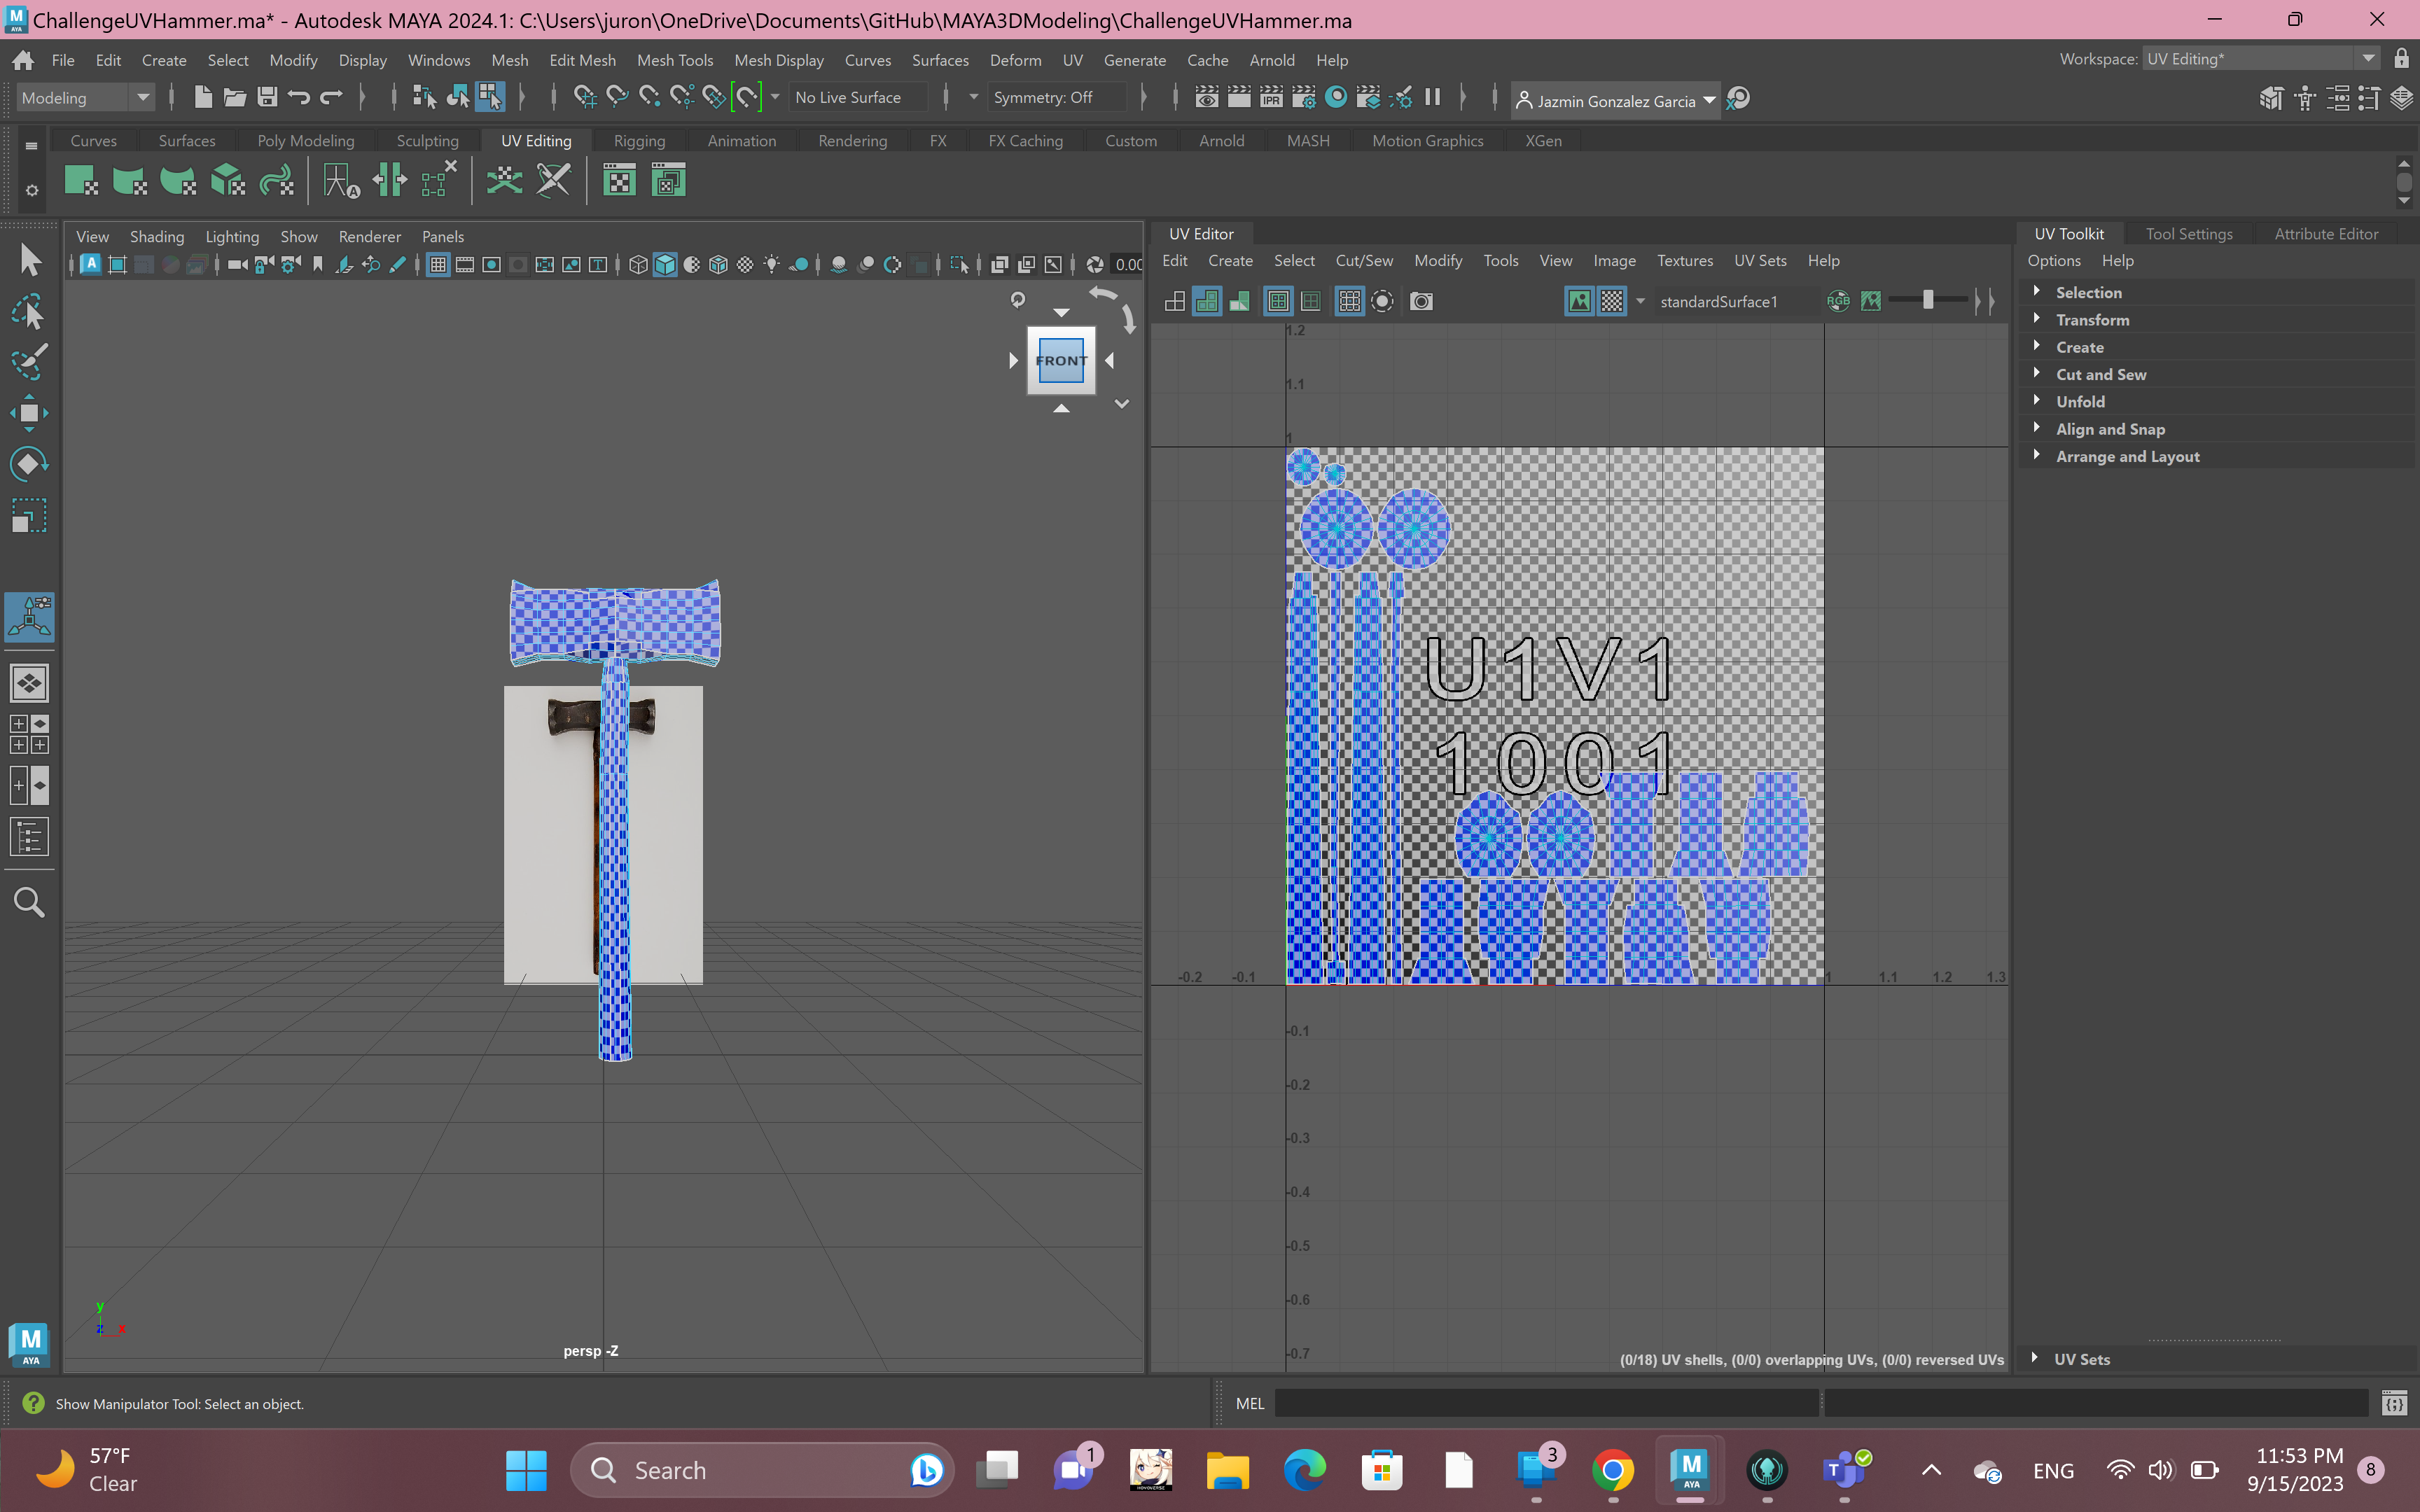 ChallengeUVHammer.ma* - Autodesk MAYA 2024.1: C:\Users\juron\OneDrive\Documents\GitHub\MAYA3DModeling\ChallengeUVHammer.ma
File Edit Create Select Modify Display Windows Mesh Edit Mesh Mesh Tools Mesh Display Curves Surfaces Deform UV Generate Cache Arnold Help
Workspace: UV Editing*
Modeling
No Live Surface
Symmetry: Off
IPR
Jazmin Gonzalez Garcia
Curves Surfaces Poly Modeling Sculpting UV Editing Rigging Animation Rendering FX FX Caching Custom Arnold MASH Motion Graphics XGen
View Shading Lighting Show Renderer Panels
0.00
FRONT
y
z x
persp -Z
UV Editor
Edit Create Select Cut/Sew Modify Tools View Image Textures UV Sets Help
standardSurface1
RGB
1.2
1.1
1
U1V1
1001
-0.2 -0.1 1 1.1 1.2 1.3
-0.1
-0.2
-0.3
-0.4
-0.5
-0.6
-0.7
(0/18) UV shells, (0/0) overlapping UVs, (0/0) reversed UVs
UV Toolkit Tool Settings Attribute Editor
Options Help
Selection
Transform
Create
Cut and Sew
Unfold
Align and Snap
Arrange and Layout
UV Sets
M
AYA
Show Manipulator Tool: Select an object.
MEL
57°F
Clear
Search
1
3
M
AYA
ENG
11:53 PM
9/15/2023
8